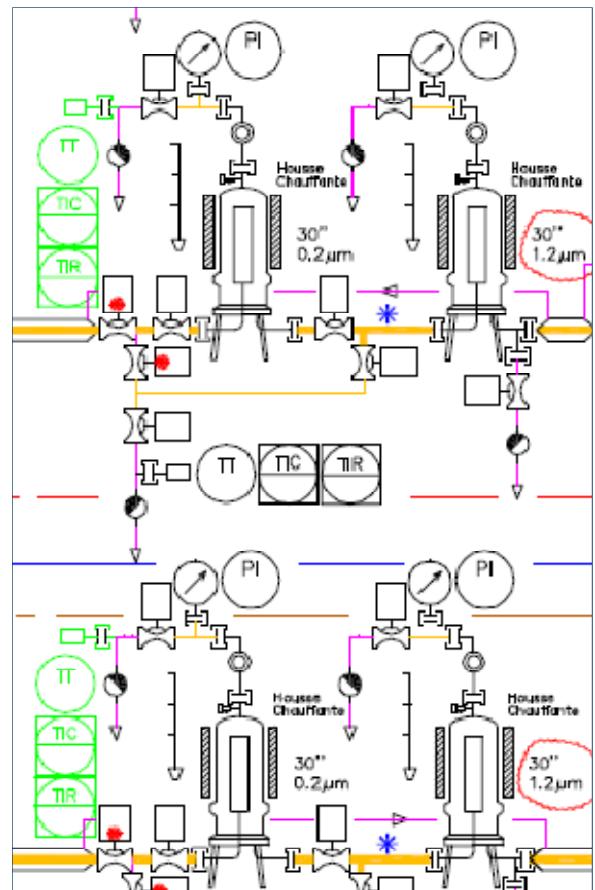 PI
PI
TT
Housse
Chauffante
Housse
Chauffante
TIC
30"
0.2µm
30"
1.2µm
TIR
TT
TIC
TIR
PI
PI
TT
Housse
Chauffante
Housse
Chauffante
TIC
30"
0.2µm
30"
1.2µm
TIR